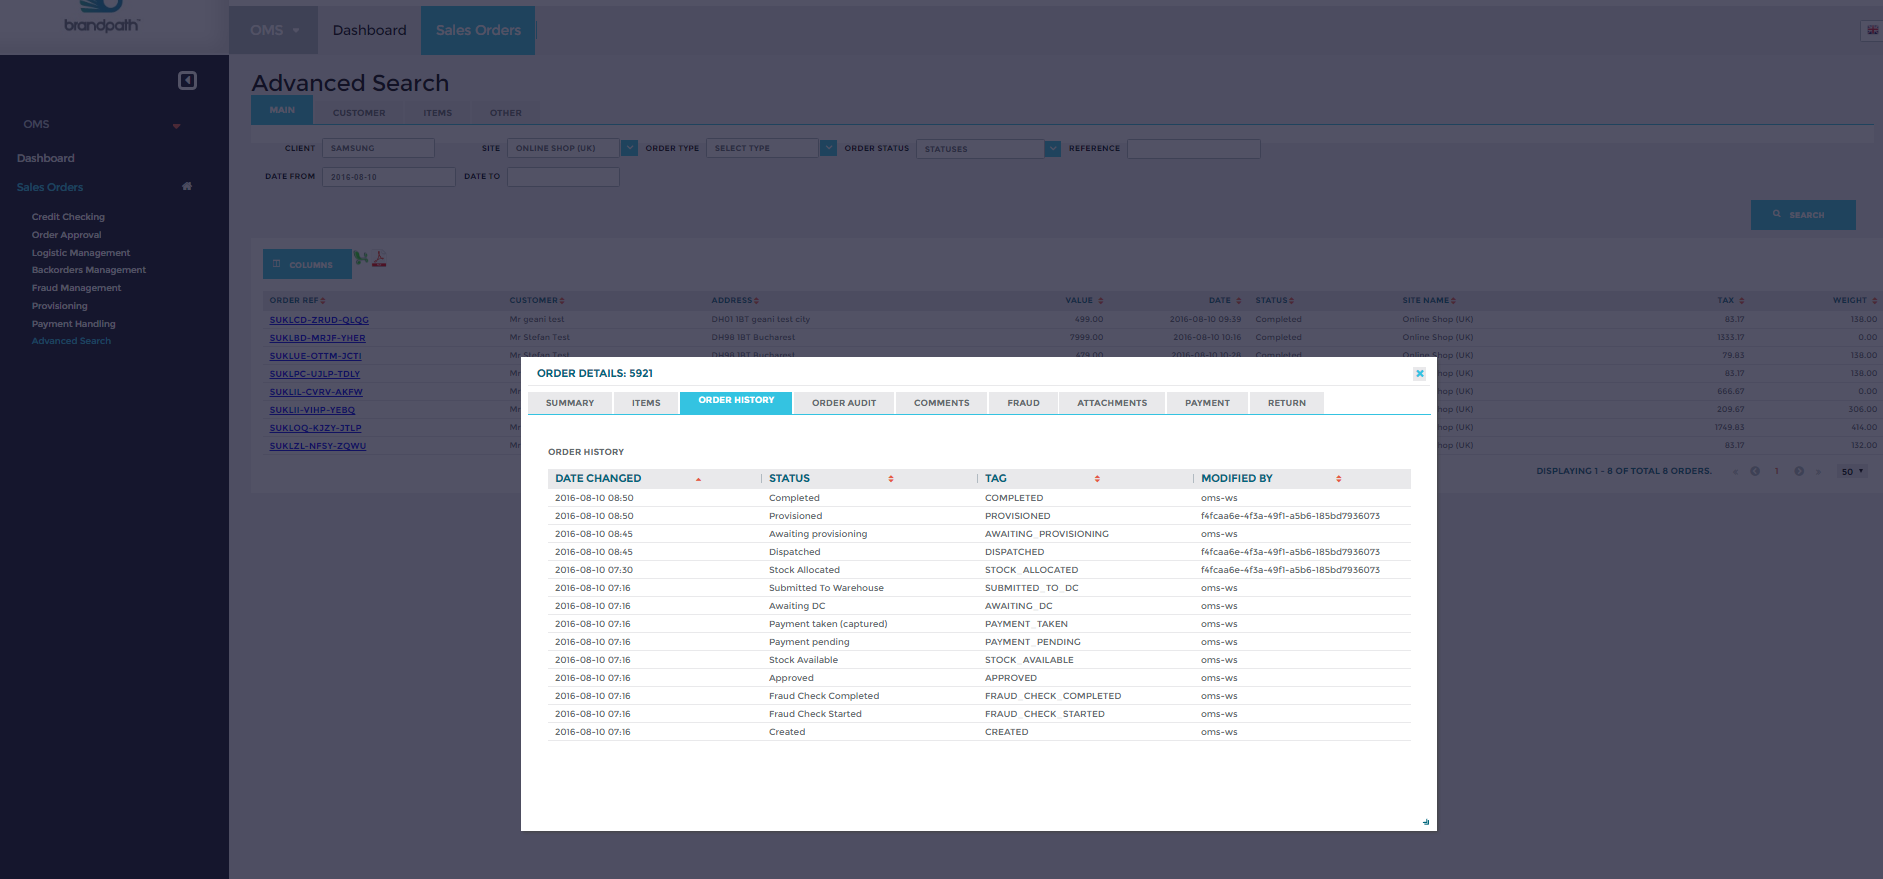 brandpath
OMS
Dashboard
Sales Orders
OMS
Dashboard
Sales Orders
Credit Checking
Order Approval
Logistic Management
Backorders Management
Fraud Management
Provisioning
Payment Handling
Advanced Search
Advanced Search
MAIN CUSTOMER ITEMS OTHER
CLIENT SAMSUNG SITE ONLINE SHOP (UK) ORDER TYPE SELECT TYPE ORDER STATUS STATUSES REFERENCE
DATE FROM 2016-08-10 DATE TO
SEARCH
COLUMNS
ORDER REF CUSTOMER ADDRESS VALUE DATE STATUS SITE NAME TAX WEIGHT
SUKLCD-ZRUD-QLQG Mr geani test DH01 1BT geani test city 499.00 2016-08-10 09:39 Completed Online Shop (UK) 83.17 138.00
SUKLBD-MRJF-YHER Mr Stefan Test DH98 1BT Bucharest 7999.00 2016-08-10 10:16 Completed Online Shop (UK) 1333.17 0.00
SUKLUE-OTTM-JCTI Mr Stefan Test DH98 1BT Bucharest 479.00 2016-08-10 10:28 Completed Online Shop (UK) 79.83 138.00
SUKLPC-UJLP-TDLY Mr hop (UK) 83.17 138.00
SUKLIL-CVRV-AKFW Mr hop (UK) 666.67 0.00
SUKLII-VIHP-YEBQ Mr hop (UK) 209.67 306.00
SUKLOQ-KJZY-JTLP Mr hop (UK) 1749.83 414.00
SUKLZL-NFSY-ZQWU Mr hop (UK) 83.17 132.00
DISPLAYING 1 - 8 OF TOTAL 8 ORDERS. 1 50
ORDER DETAILS: 5921
SUMMARY ITEMS ORDER HISTORY ORDER AUDIT COMMENTS FRAUD ATTACHMENTS PAYMENT RETURN
ORDER HISTORY
DATE CHANGED STATUS TAG MODIFIED BY
2016-08-10 08:50 Completed COMPLETED oms-ws
2016-08-10 08:50 Provisioned PROVISIONED f4fcaa6e-4f3a-49f1-a5b6-185bd7936073
2016-08-10 08:45 Awaiting provisioning AWAITING_PROVISIONING oms-ws
2016-08-10 08:45 Dispatched DISPATCHED f4fcaa6e-4f3a-49f1-a5b6-185bd7936073
2016-08-10 07:30 Stock Allocated STOCK_ALLOCATED f4fcaa6e-4f3a-49f1-a5b6-185bd7936073
2016-08-10 07:16 Submitted To Warehouse SUBMITTED_TO_DC oms-ws
2016-08-10 07:16 Awaiting DC AWAITING_DC oms-ws
2016-08-10 07:16 Payment taken (captured) PAYMENT_TAKEN oms-ws
2016-08-10 07:16 Payment pending PAYMENT_PENDING oms-ws
2016-08-10 07:16 Stock Available STOCK_AVAILABLE oms-ws
2016-08-10 07:16 Approved APPROVED oms-ws
2016-08-10 07:16 Fraud Check Completed FRAUD_CHECK_COMPLETED oms-ws
2016-08-10 07:16 Fraud Check Started FRAUD_CHECK_STARTED oms-ws
2016-08-10 07:16 Created CREATED oms-ws